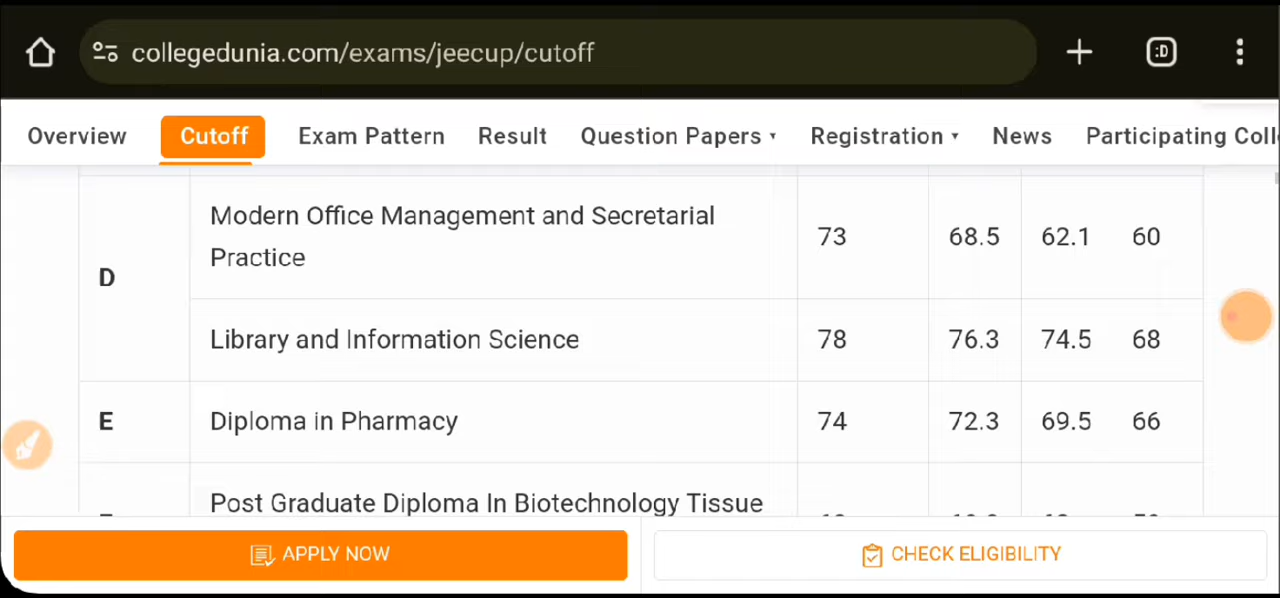 collegedunia.com/exams/jeecup/cutoff
:D
Overview Cutoff Exam Pattern Result Question Papers Registration News Participating Coll
D
Modern Office Management and Secretarial
Practice
73 68.5 62.1 60
Library and Information Science 78 76.3 74.5 68
E Diploma in Pharmacy 74 72.3 69.5 66
Post Graduate Diploma In Biotechnology Tissue
APPLY NOW CHECK ELIGIBILITY